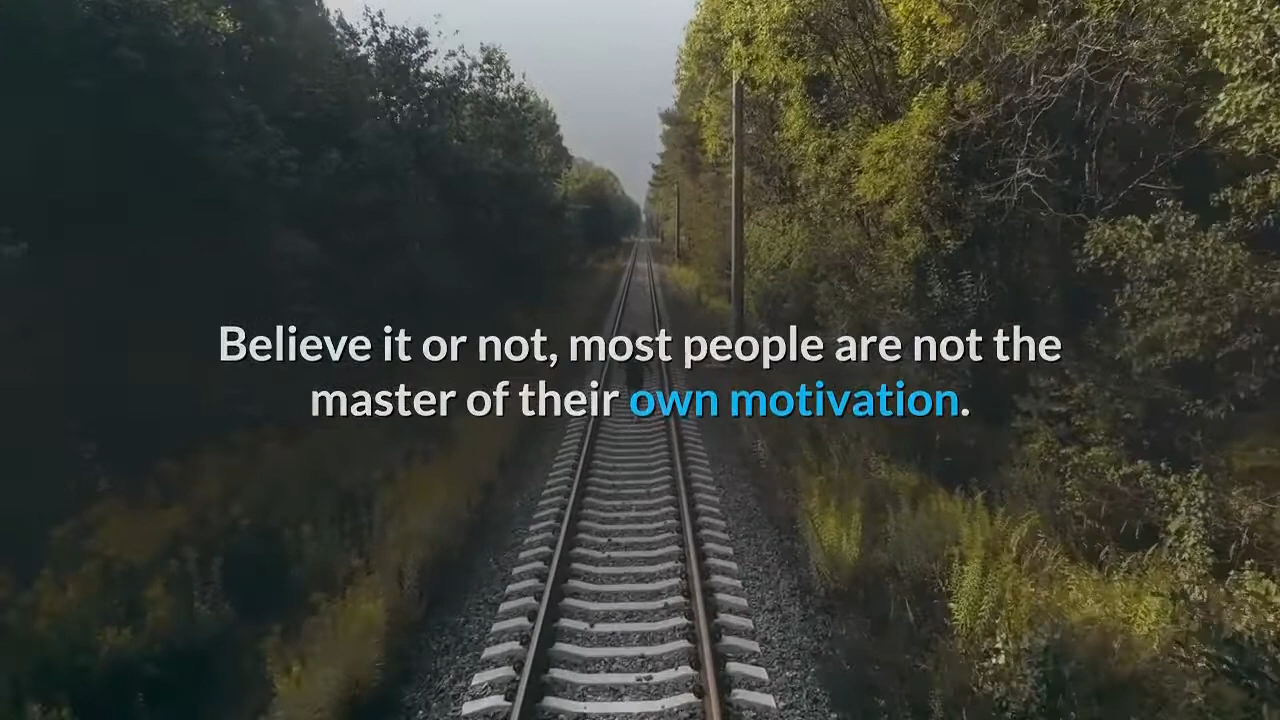 Believe it or not, most people are not the
master of their own motivation.